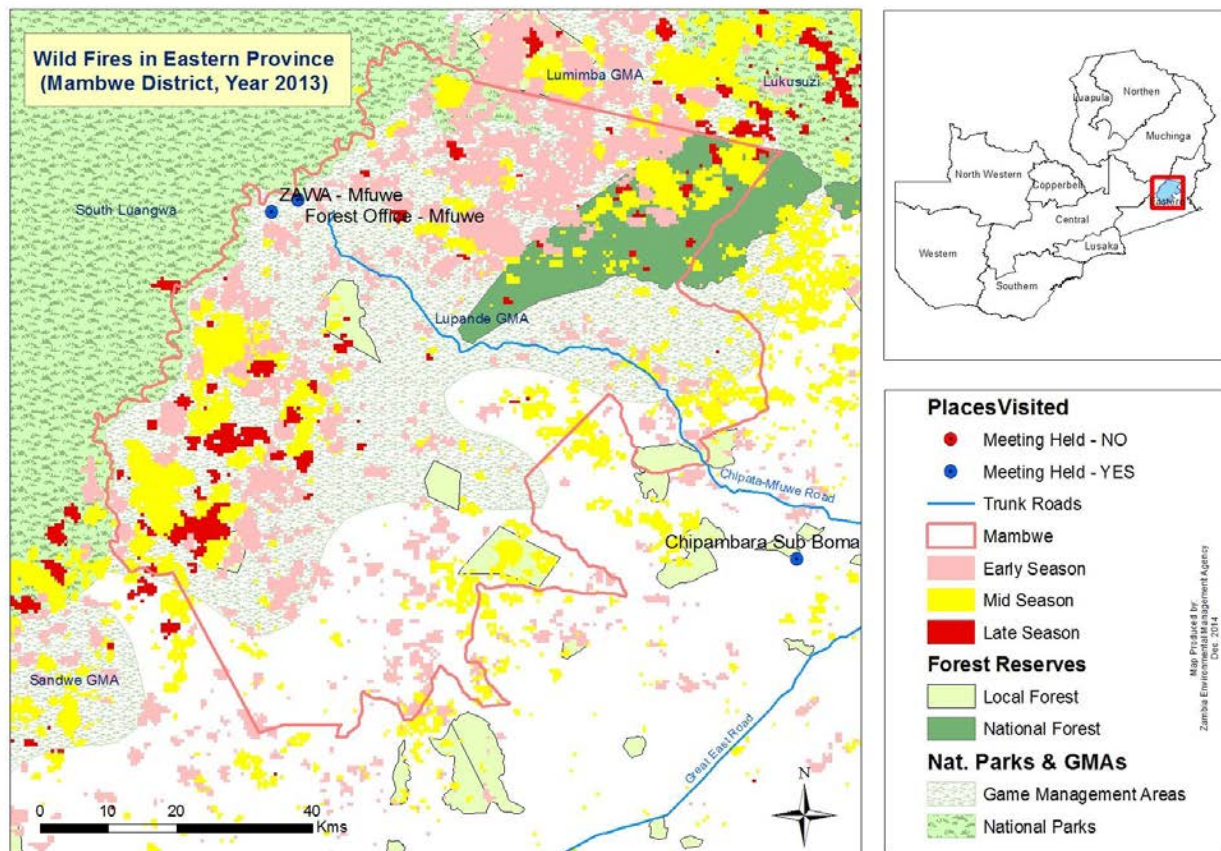 Wild Fires in Eastern Province
(Mambwe District, Year 2013)
Lumimba GMA
Lukusuzi
South Luangwa
ZAWA - Mfuwe
Forest Office - Mfuwe
Lupande GMA
Chipata-Mfuwe Road
Chipambara Sub Boma
Sandwe GMA
Great East Road
0 10 20 40
Kms
N
Luapula
Northen
Muchinga
North Western
Copperbelt
Eastern
Central
Western
Lusaka
Southern
PlacesVisited
Meeting Held - NO
Meeting Held - YES
Trunk Roads
Mambwe
Early Season
Mid Season
Late Season
Forest Reserves
Local Forest
National Forest
Nat. Parks & GMAs
Game Management Areas
National Parks
Map Produced by:
Zambia Environmental Management Agency
Dec. 2014